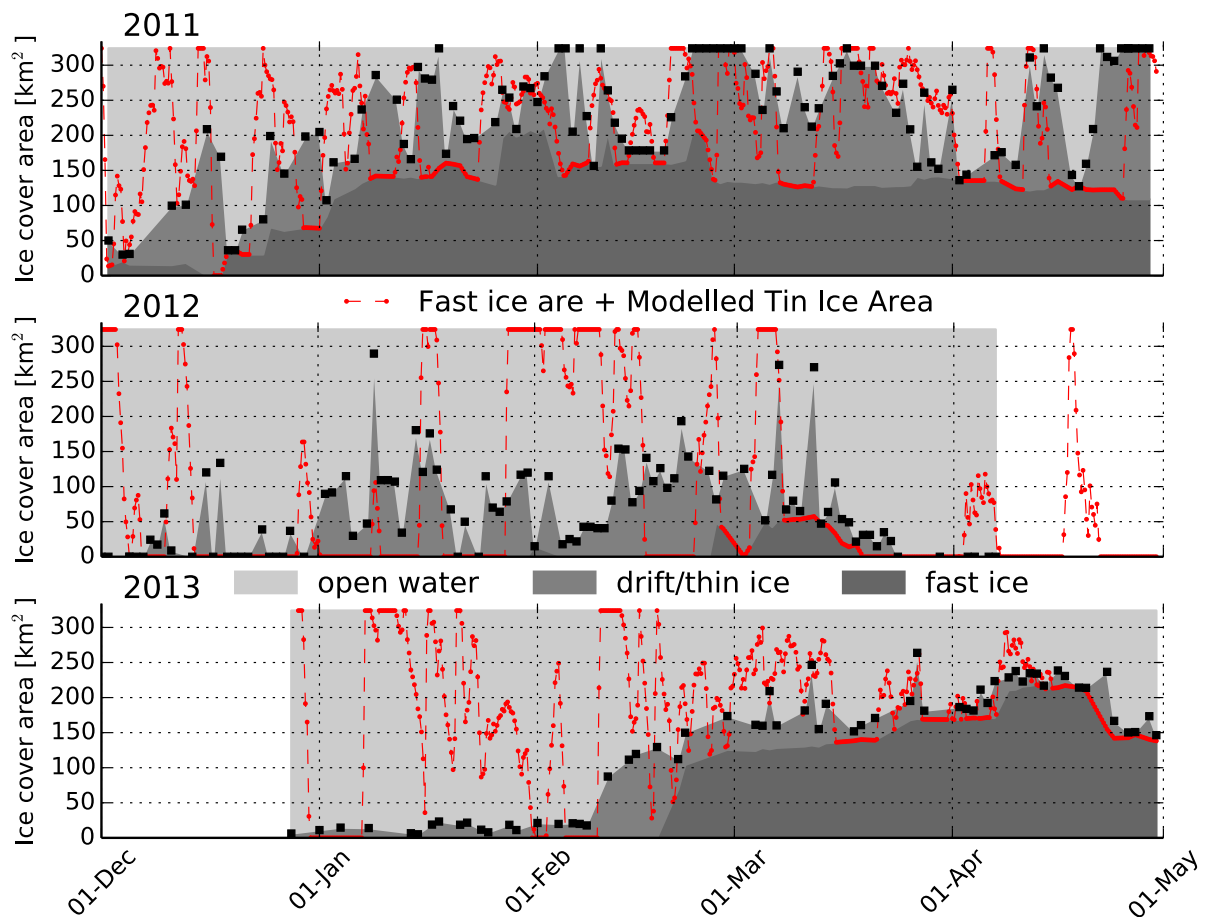 2011
Ice cover area [km²]
300
250
200
150
100
50
0
2012
Fast ice are + Modelled Tin Ice Area
Ice cover area [km²]
300
250
200
150
100
50
0
2013
open water
drift/thin ice
fast ice
Ice cover area [km²]
300
250
200
150
100
50
0
01-Dec
01-Jan
01-Feb
01-Mar
01-Apr
01-May